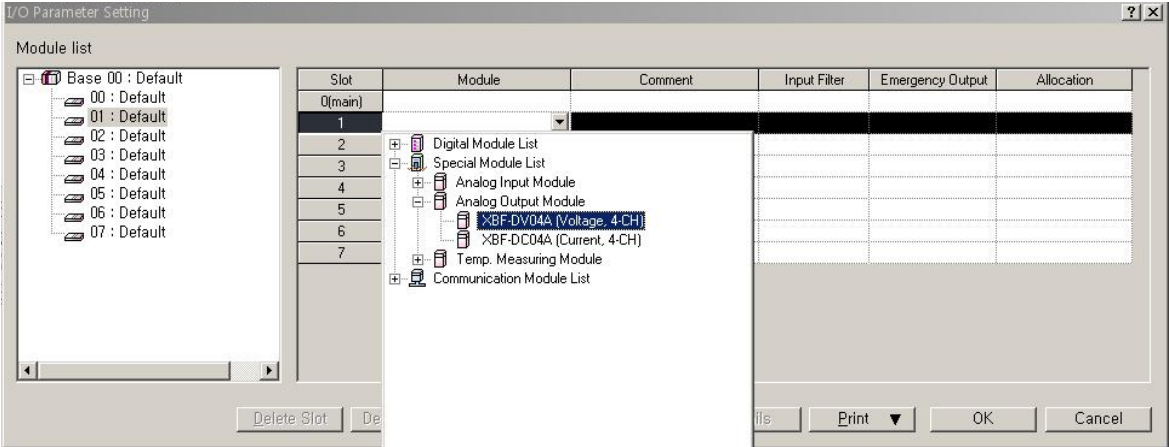 I/O Parameter Setting
? X
Module list
Base 00 : Default
00 : Default
01 : Default
02 : Default
03 : Default
04 : Default
05 : Default
06 : Default
07 : Default
Slot Module Comment Input Filter Emergency Output Allocation
0(main)
1
2
3
4
5
6
7
Digital Module List
Special Module List
Analog Input Module
Analog Output Module
XBF-DV04A (Voltage, 4-CH)
XBF-DC04A (Current, 4-CH)
Temp. Measuring Module
Communication Module List
Delete Slot Print OK Cancel